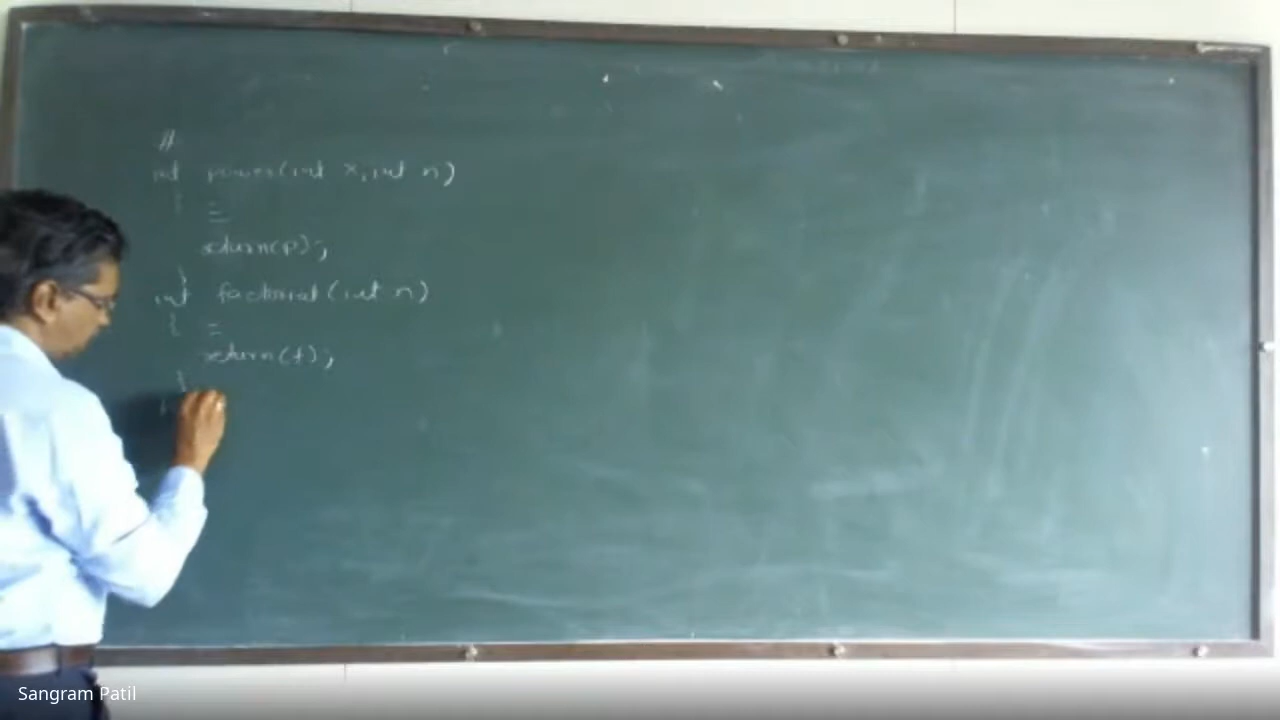 //
int power(int x, int n)
{ =
return(p);
}
int factorial(int n)
{ =
return(f);
}
Sangram Patil